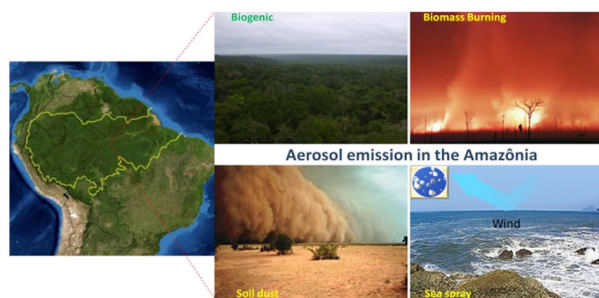 Biogenic
Biomass Burning
Aerosol emission in the Amazônia
Wind
Soil dust
Sea spray